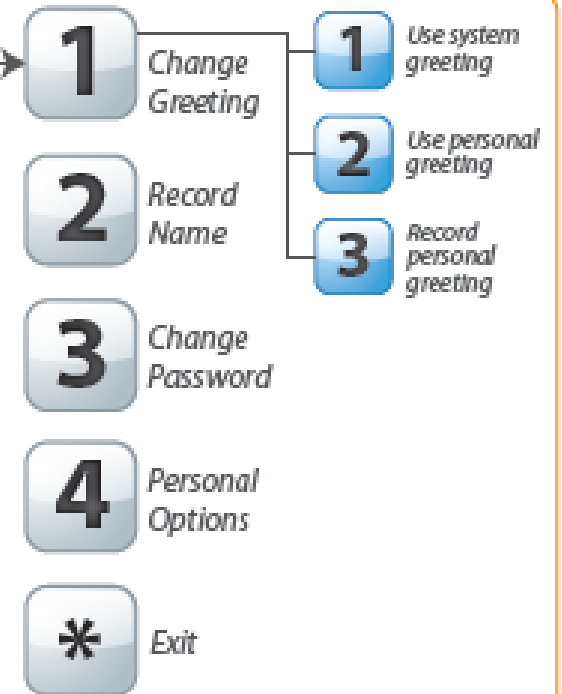 1
Change
Greeting
1
Use system
greeting
2
Use personal
greeting
3
Record
personal
greeting
2
Record
Name
3
Change
Password
4
Personal
Options
*
Exit